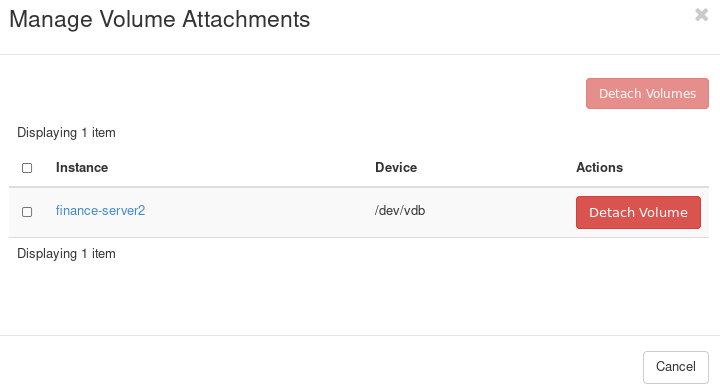 Manage Volume Attachments
Detach Volumes
Displaying 1 item
Instance Device Actions
finance-server2 /dev/vdb Detach Volume
Displaying 1 item
Cancel